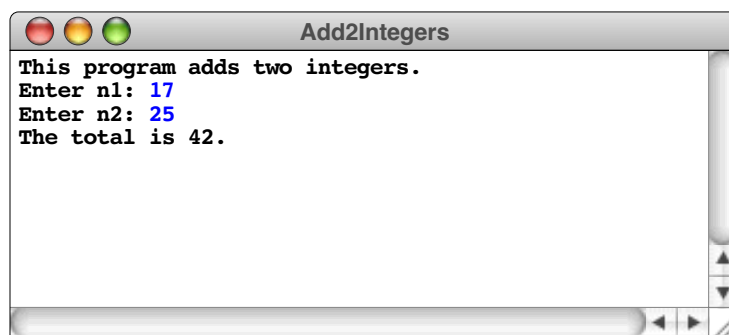 Add2Integers
This program adds two integers.
Enter n1: 17
Enter n2: 25
The total is 42.